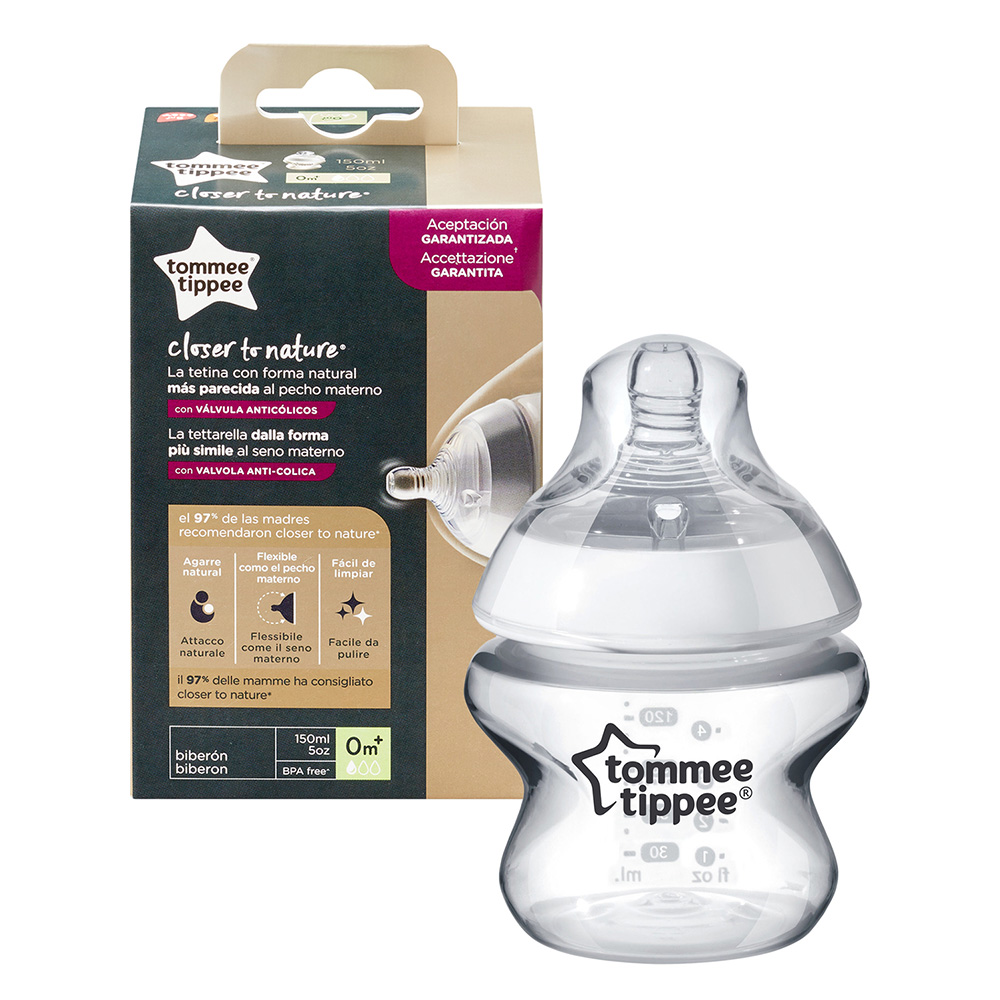 tommee
tippee
closer to nature®
150ml
5oz
0m+
Aceptación
GARANTIZADA
Accettazione†
GARANTITA
tommee®
tippee
closer to nature®
La tetina con forma natural
más parecida al pecho materno
con VÁLVULA ANTICÓLICOS
La tettarella dalla forma
più simile al seno materno
con VALVOLA ANTI-COLICA
el 97% de las madres
recomendaron closer to nature*
Agarre
natural
Flexible
como el pecho
materno
Fácil de
limpiar
Attacco
naturale
Flessibile
come il seno
materno
Facile da
pulire
il 97% delle mamme ha consigliato
closer to nature*
biberón
biberon
150ml
5oz
BPA free^
0m+
120
4
tommee
tippee®
2
30
1
ml.
fl oz